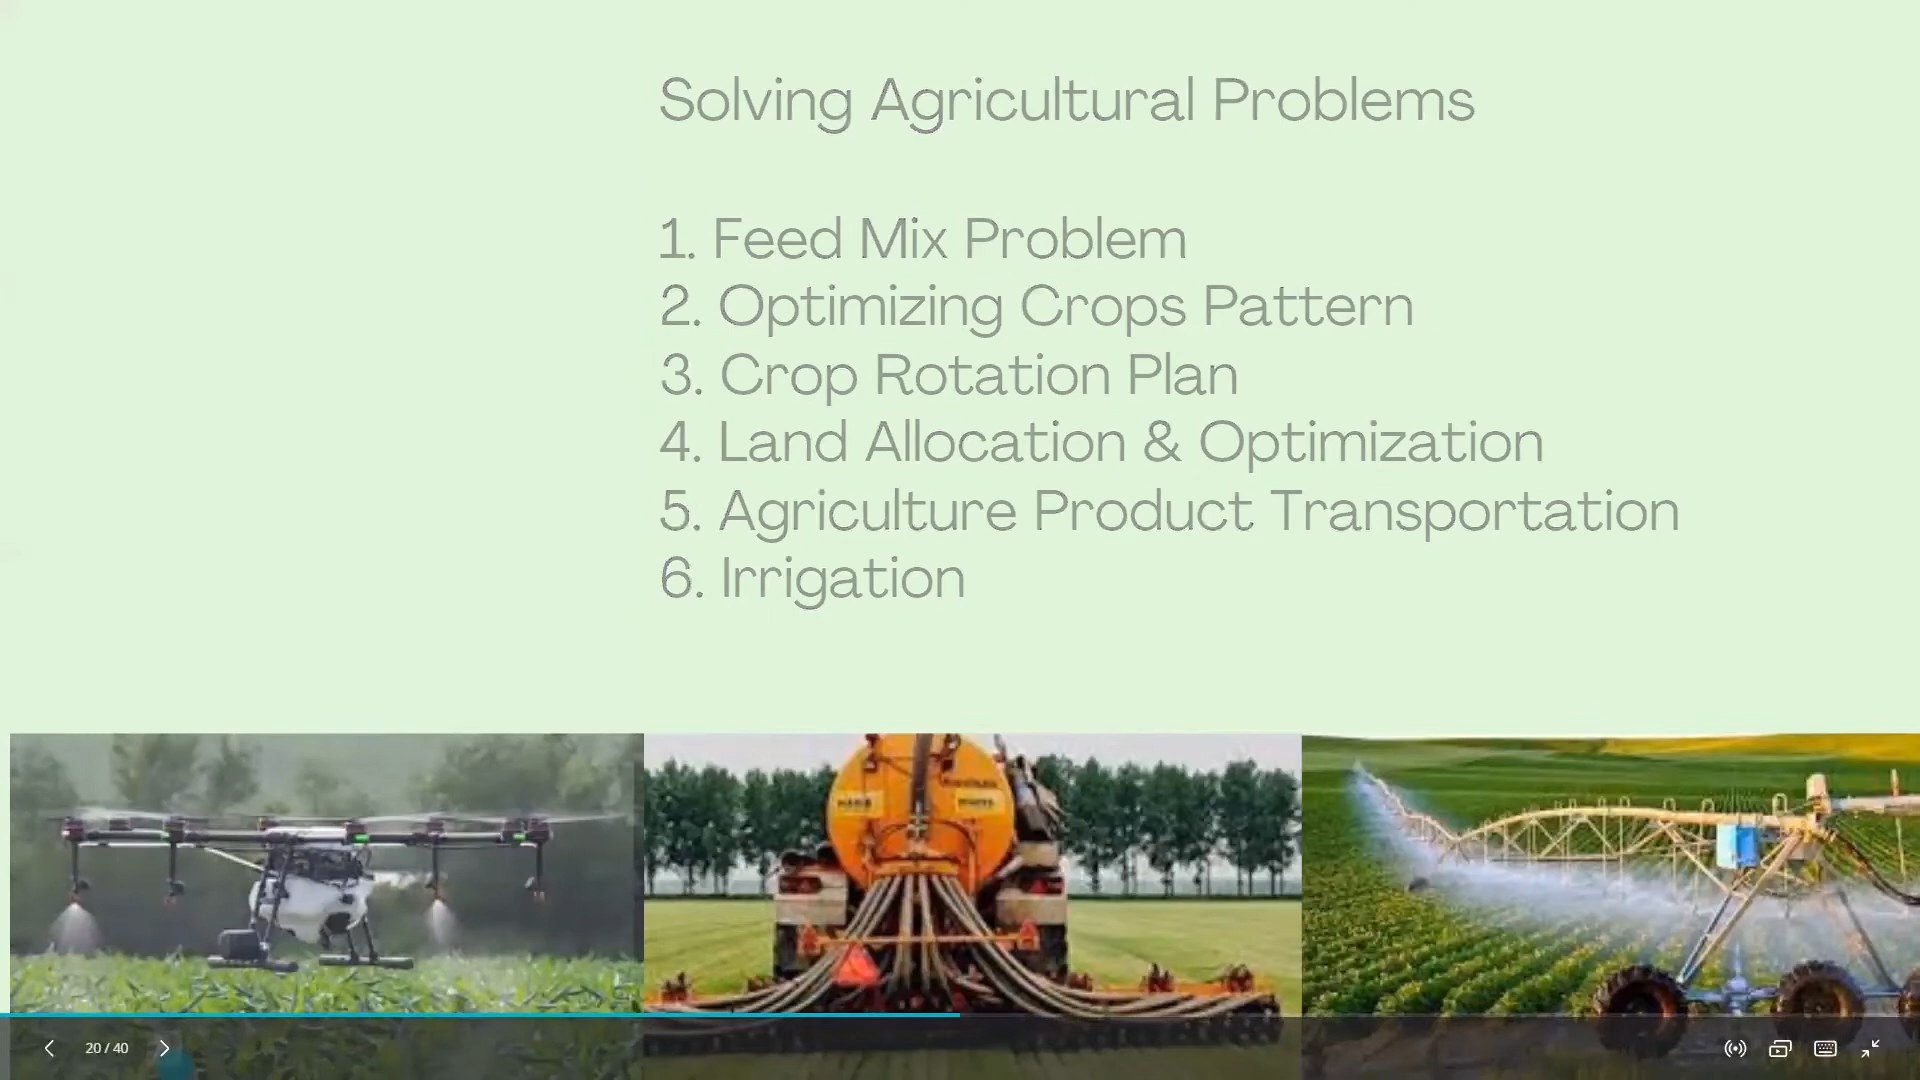 Solving Agricultural Problems
1. Feed Mix Problem
2. Optimizing Crops Pattern
3. Crop Rotation Plan
4. Land Allocation & Optimization
5. Agriculture Product Transportation
6. Irrigation
20 / 40